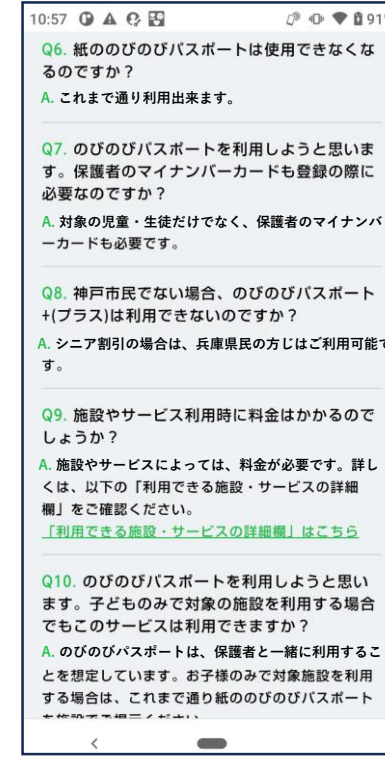 10:57 91
Q6. 紙ののびのびパスポートは使用できなくな
るのですか？
A. これまで通り利用出来ます。
Q7. のびのびパスポートを利用しようと思いま
す。保護者のマイナンバーカードも登録の際に
必要なのですか？
A. 対象の児童・生徒だけでなく、保護者のマイナンバ
ーカードも必要です。
Q8. 神戸市民でない場合、のびのびパスポート
+(プラス)は利用できないのですか？
A. シニア割引の場合は、兵庫県民の方じはご利用可能で
す。
Q9. 施設やサービス利用時に料金はかかるので
しょうか？
A. 施設やサービスによっては、料金が必要です。詳し
くは、以下の「利用できる施設・サービスの詳細
欄」をご確認ください。
「利用できる施設・サービスの詳細欄」はこちら
Q10. のびのびパスポートを利用しようと思い
ます。子どものみで対象の施設を利用する場合
でもこのサービスは利用できますか？
A. のびのびパスポートは、保護者と一緒に利用するこ
とを想定しています。お子様のみで対象施設を利用
する場合は、これまで通り紙ののびのびパスポート